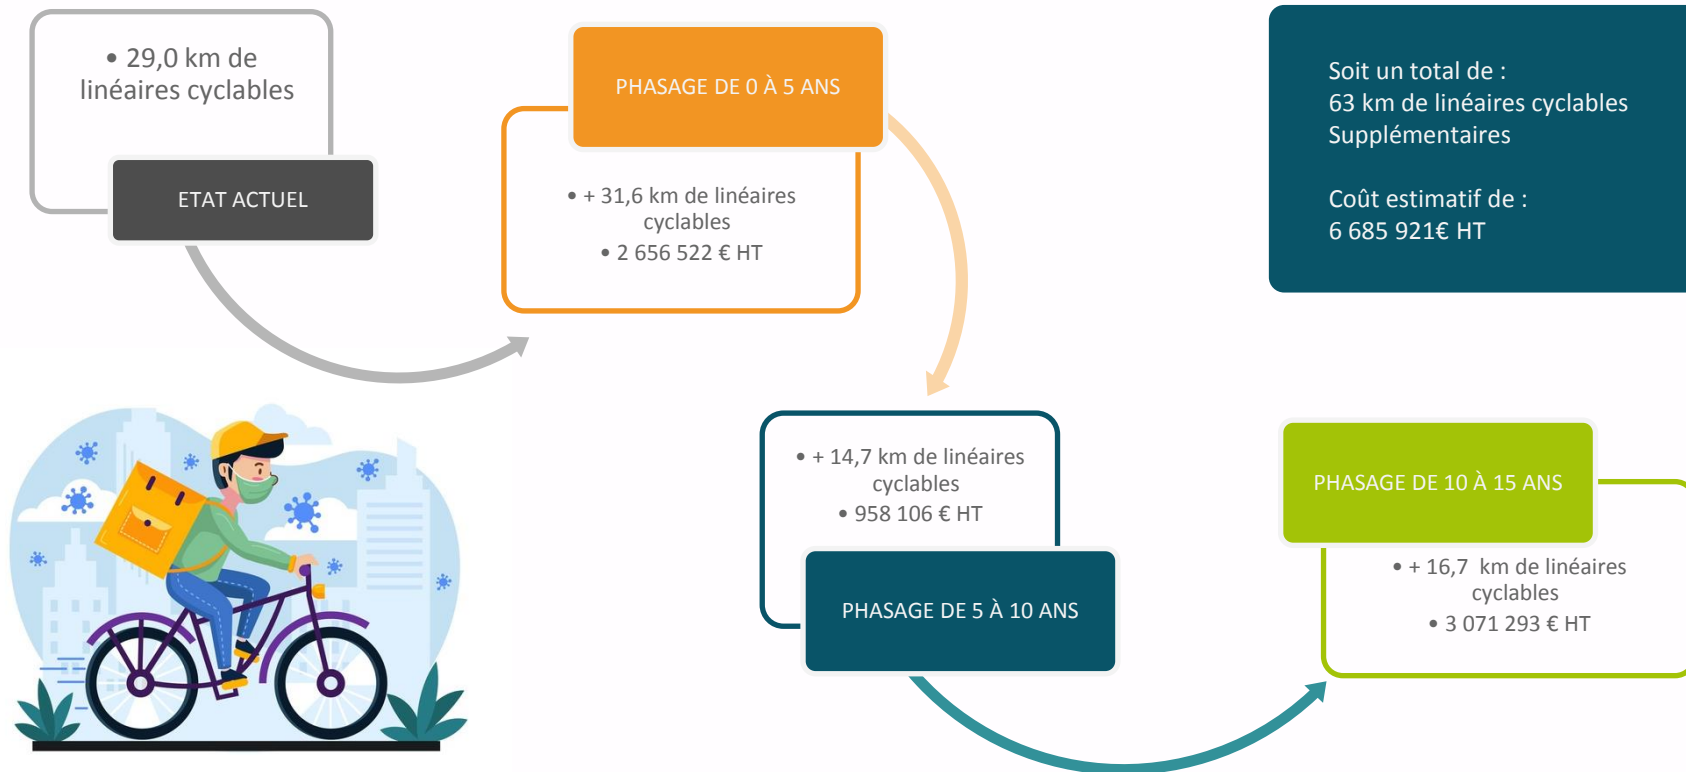 • 29,0 km de
linéaires cyclables
ETAT ACTUEL
PHASAGE DE 0 À 5 ANS
• + 31,6 km de linéaires
cyclables
• 2 656 522 € HT
• + 14,7 km de linéaires
cyclables
• 958 106 € HT
PHASAGE DE 5 À 10 ANS
PHASAGE DE 10 À 15 ANS
• + 16,7  km de linéaires
cyclables
• 3 071 293 € HT
Soit un total de :
63 km de linéaires cyclables
Supplémentaires
Coût estimatif de :
6 685 921€ HT